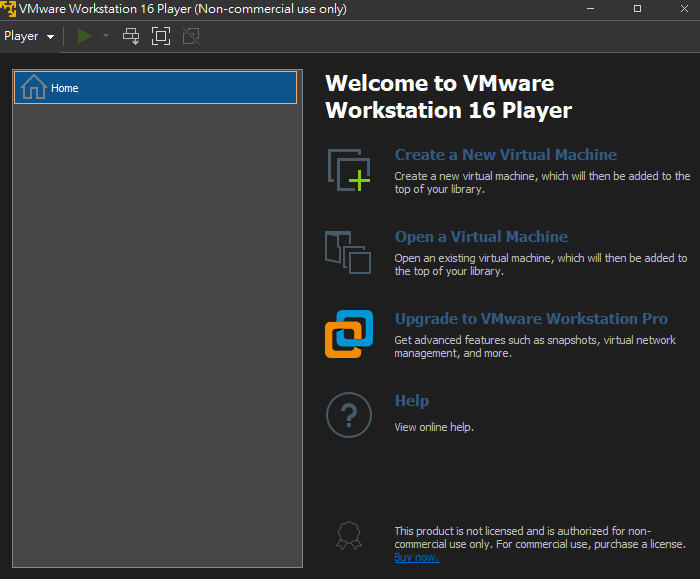 VMware Workstation 16 Player (Non-commercial use only)
Player
Home
Welcome to VMware
Workstation 16 Player
Create a New Virtual Machine
Create a new virtual machine, which will then be added to the
top of your library.
Open a Virtual Machine
Open an existing virtual machine, which will then be added to
the top of your library.
Upgrade to VMware Workstation Pro
Get advanced features such as snapshots, virtual network
management, and more.
Help
View online help.
This product is not licensed and is authorized for non-
commercial use only. For commercial use, purchase a license.
Buy now.